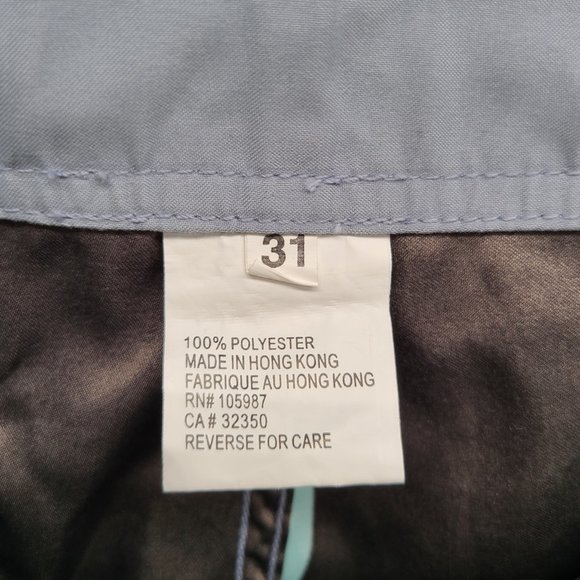 31
100% POLYESTER
MADE IN HONG KONG
FABRIQUE AU HONG KONG
RN# 105987
CA # 32350
REVERSE FOR CARE